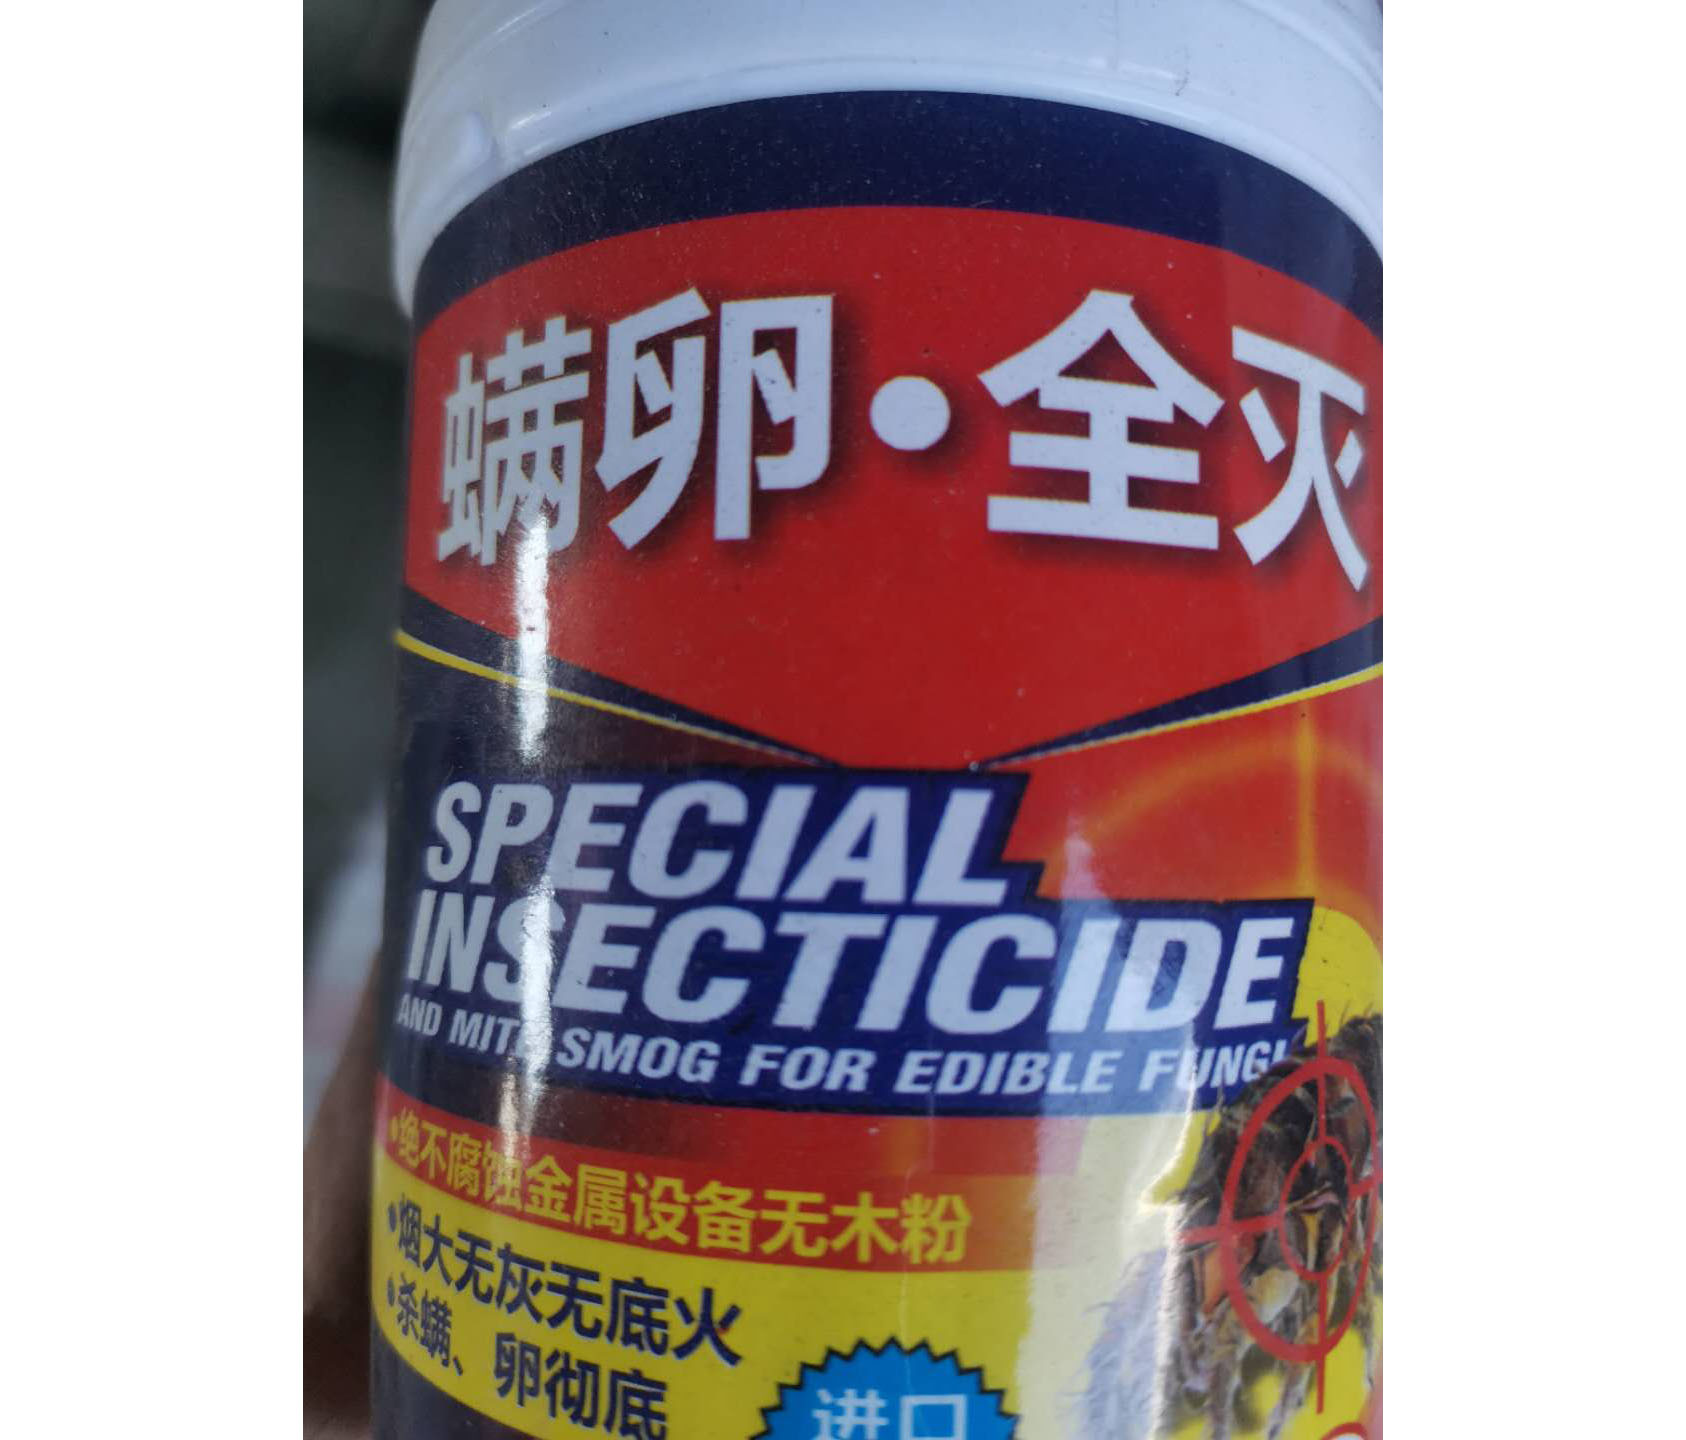 螨卵·全灭
SPECIAL
INSECTICIDE
AND MITE SMOG FOR EDIBLE FUNGI
•绝不腐蚀金属设备无木粉
•烟大无灰无底火
•杀螨、卵彻底
进口